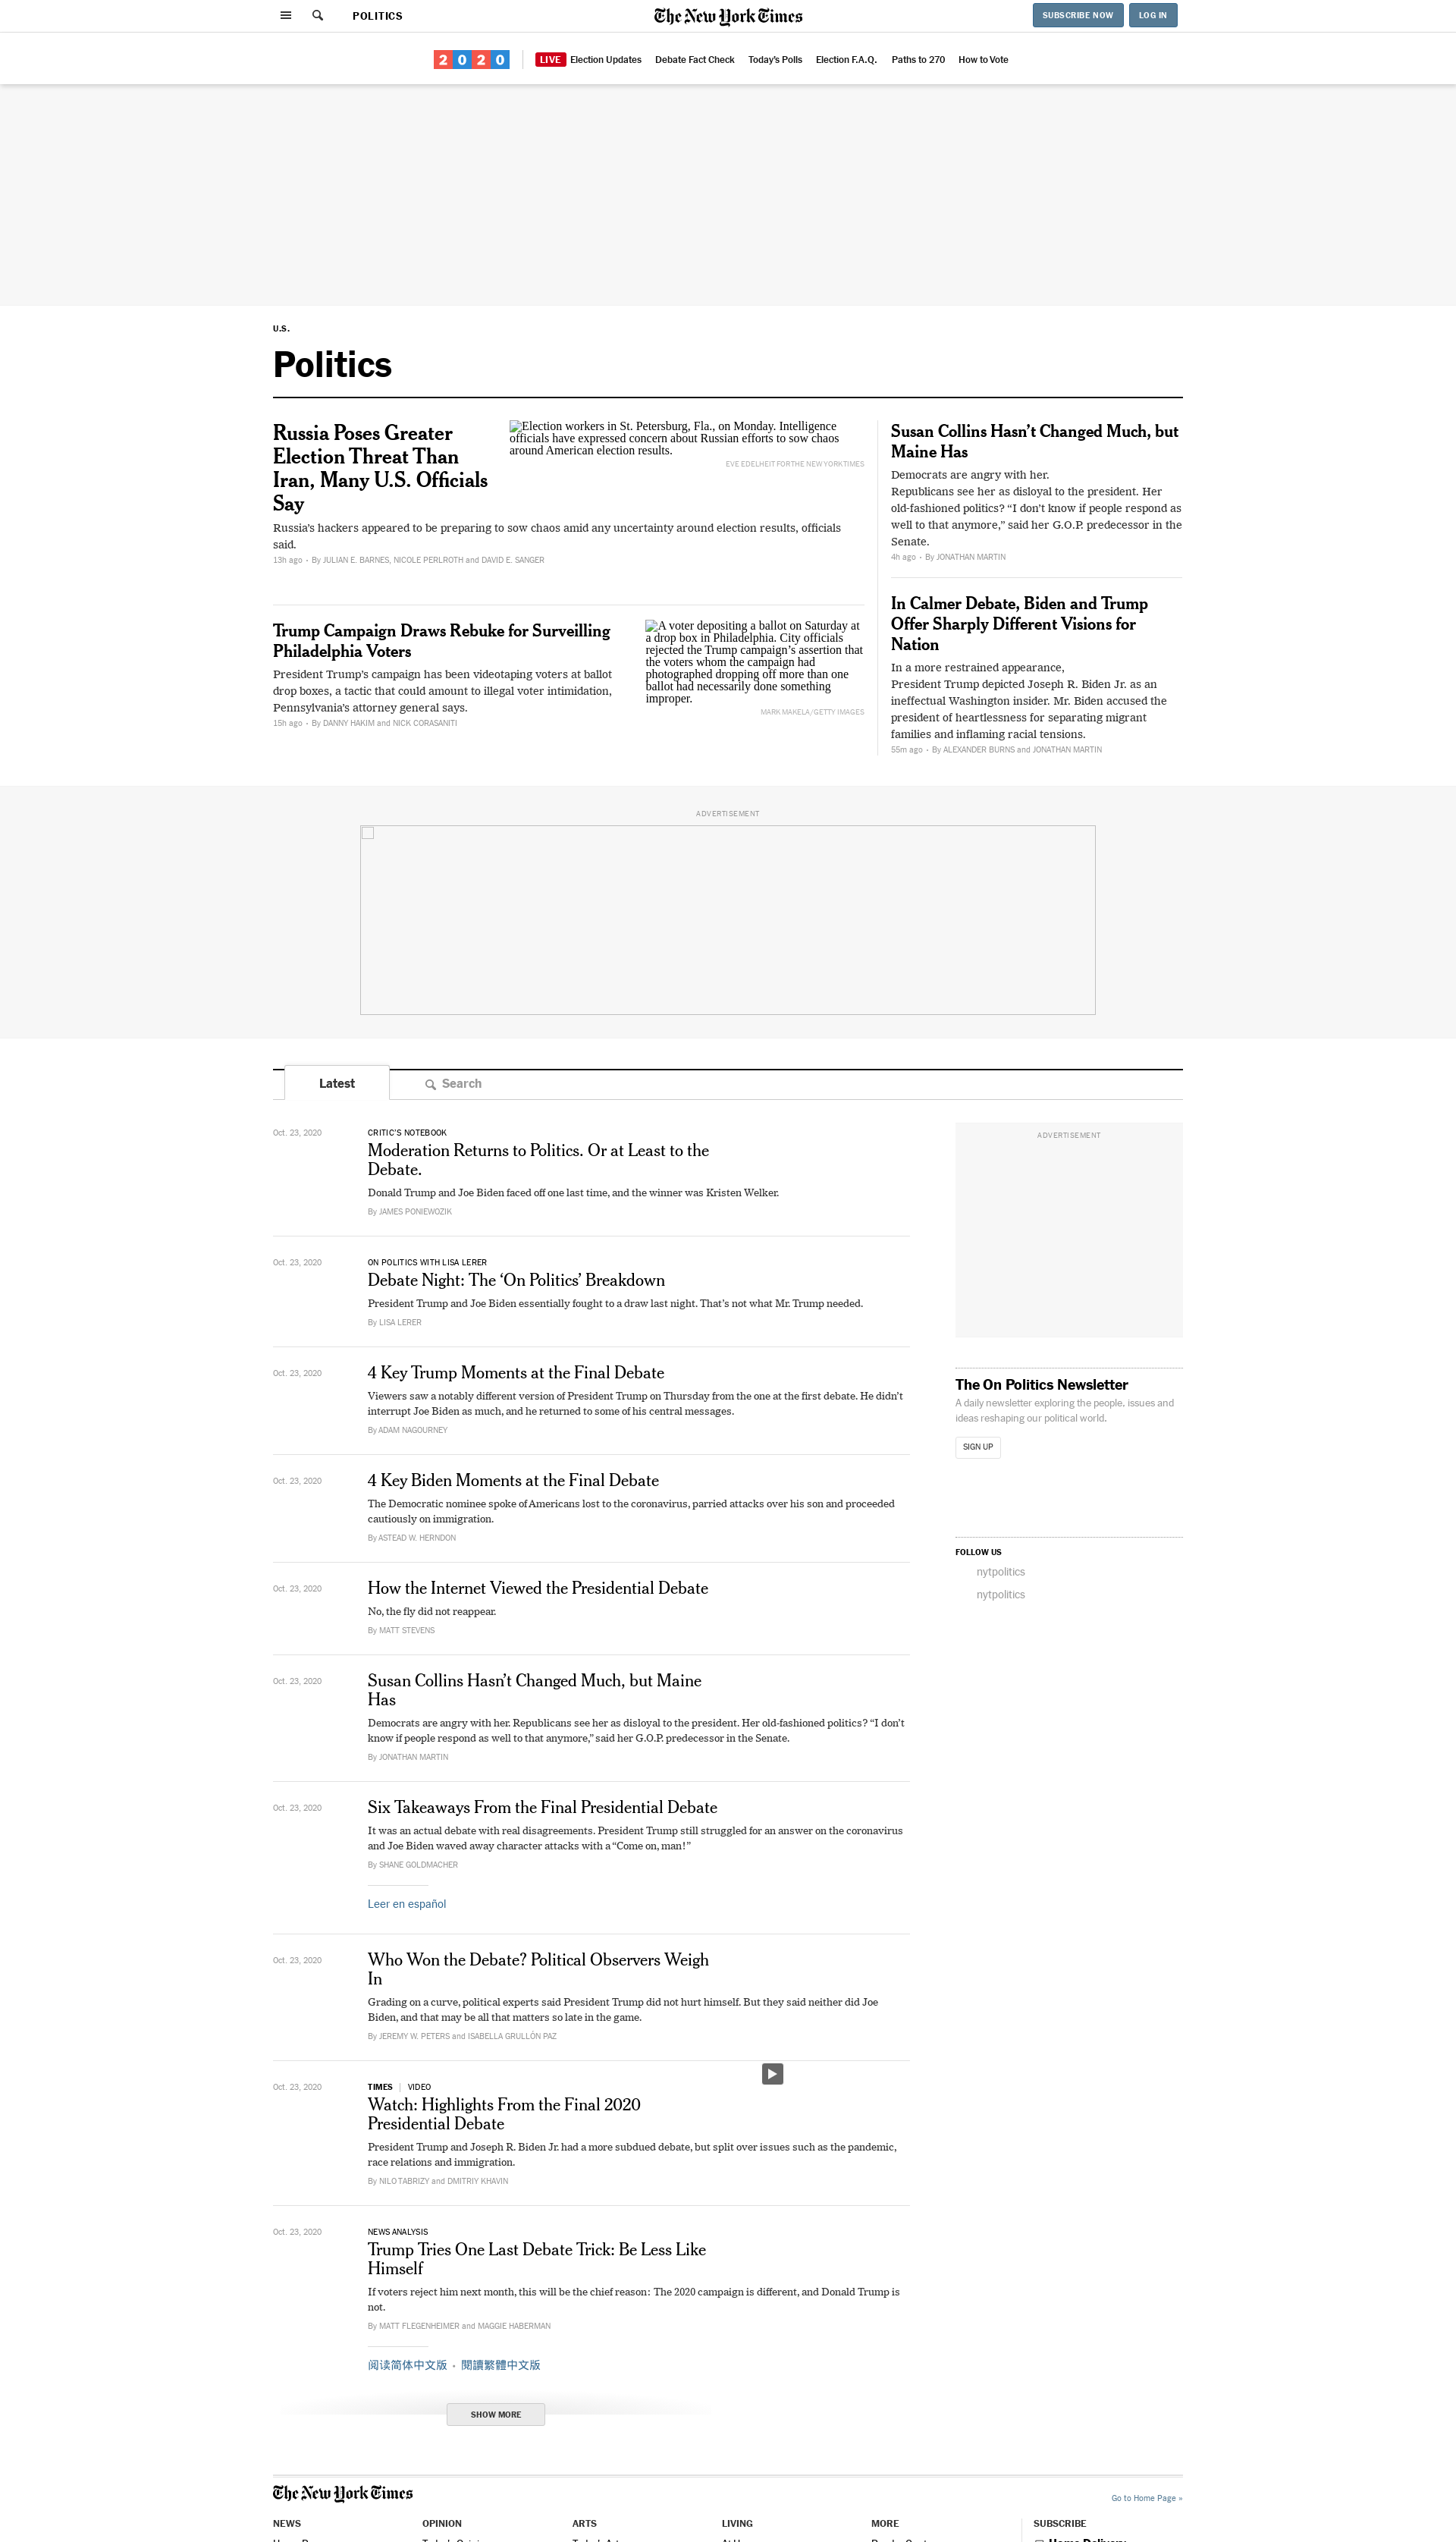 POLITICS
The New York Times
SUBSCRIBE NOW
LOG IN
2020
LIVE Election Updates
Debate Fact Check
Today's Polls
Election F.A.Q.
Paths to 270
How to Vote
U.S.
Politics
Russia Poses Greater
Election Threat Than
Iran, Many U.S. Officials
Say
Russia's hackers appeared to be preparing to sow chaos amid any uncertainty around election results, officials
said.
13h ago · By JULIAN E. BARNES, NICOLE PERLROTH and DAVID E. SANGER
Election workers in St. Petersburg, Fla., on Monday. Intelligence
officials have expressed concern about Russian efforts to sow chaos
around American election results.
EVE EDELHEIT FOR THE NEW YORK TIMES
Trump Campaign Draws Rebuke for Surveilling
Philadelphia Voters
President Trump's campaign has been videotaping voters at ballot
drop boxes, a tactic that could amount to illegal voter intimidation,
Pennsylvania's attorney general says.
15h ago · By DANNY HAKIM and NICK CORASANITI
A voter depositing a ballot on Saturday at
a drop box in Philadelphia. City officials
rejected the Trump campaign's assertion that
the voters whom the campaign had
photographed dropping off more than one
ballot had necessarily done something
improper.
MARK MAKELA/GETTY IMAGES
Susan Collins Hasn't Changed Much, but
Maine Has
Democrats are angry with her.
Republicans see her as disloyal to the president. Her
old-fashioned politics? “I don't know if people respond as
well to that anymore,” said her G.O.P. predecessor in the
Senate.
4h ago · By JONATHAN MARTIN
In Calmer Debate, Biden and Trump
Offer Sharply Different Visions for
Nation
In a more restrained appearance,
President Trump depicted Joseph R. Biden Jr. as an
ineffectual Washington insider. Mr. Biden accused the
president of heartlessness for separating migrant
families and inflaming racial tensions.
55m ago · By ALEXANDER BURNS and JONATHAN MARTIN
ADVERTISEMENT
Latest
Search
Oct. 23, 2020
CRITIC'S NOTEBOOK
Moderation Returns to Politics. Or at Least to the
Debate.
Donald Trump and Joe Biden faced off one last time, and the winner was Kristen Welker.
By JAMES PONIEWOZIK
Oct. 23, 2020
ON POLITICS WITH LISA LERER
Debate Night: The ‘On Politics’ Breakdown
President Trump and Joe Biden essentially fought to a draw last night. That's not what Mr. Trump needed.
By LISA LERER
Oct. 23, 2020
4 Key Trump Moments at the Final Debate
Viewers saw a notably different version of President Trump on Thursday from the one at the first debate. He didn't
interrupt Joe Biden as much, and he returned to some of his central messages.
By ADAM NAGOURNEY
Oct. 23, 2020
4 Key Biden Moments at the Final Debate
The Democratic nominee spoke of Americans lost to the coronavirus, parried attacks over his son and proceeded
cautiously on immigration.
By ASTEAD W. HERNDON
Oct. 23, 2020
How the Internet Viewed the Presidential Debate
No, the fly did not reappear.
By MATT STEVENS
Oct. 23, 2020
Susan Collins Hasn't Changed Much, but Maine
Has
Democrats are angry with her. Republicans see her as disloyal to the president. Her old-fashioned politics? “I don't
know if people respond as well to that anymore,” said her G.O.P. predecessor in the Senate.
By JONATHAN MARTIN
Oct. 23, 2020
Six Takeaways From the Final Presidential Debate
It was an actual debate with real disagreements. President Trump still struggled for an answer on the coronavirus
and Joe Biden waved away character attacks with a “Come on, man!”
By SHANE GOLDMACHER
Leer en español
Oct. 23, 2020
Who Won the Debate? Political Observers Weigh
In
Grading on a curve, political experts said President Trump did not hurt himself. But they said neither did Joe
Biden, and that may be all that matters so late in the game.
By JEREMY W. PETERS and ISABELLA GRULLÓN PAZ
Oct. 23, 2020
TIMES | VIDEO
Watch: Highlights From the Final 2020
Presidential Debate
President Trump and Joseph R. Biden Jr. had a more subdued debate, but split over issues such as the pandemic,
race relations and immigration.
By NILO TABRIZY and DMITRIY KHAVIN
Oct. 23, 2020
NEWS ANALYSIS
Trump Tries One Last Debate Trick: Be Less Like
Himself
If voters reject him next month, this will be the chief reason: The 2020 campaign is different, and Donald Trump is
not.
By MATT FLEGENHEIMER and MAGGIE HABERMAN
阅读简体中文版 · 閱讀繁體中文版
SHOW MORE
ADVERTISEMENT
The On Politics Newsletter
A daily newsletter exploring the people, issues and
ideas reshaping our political world.
SIGN UP
FOLLOW US
nytpolitics
nytpolitics
The New York Times
Go to Home Page »
NEWS
OPINION
ARTS
LIVING
MORE
SUBSCRIBE